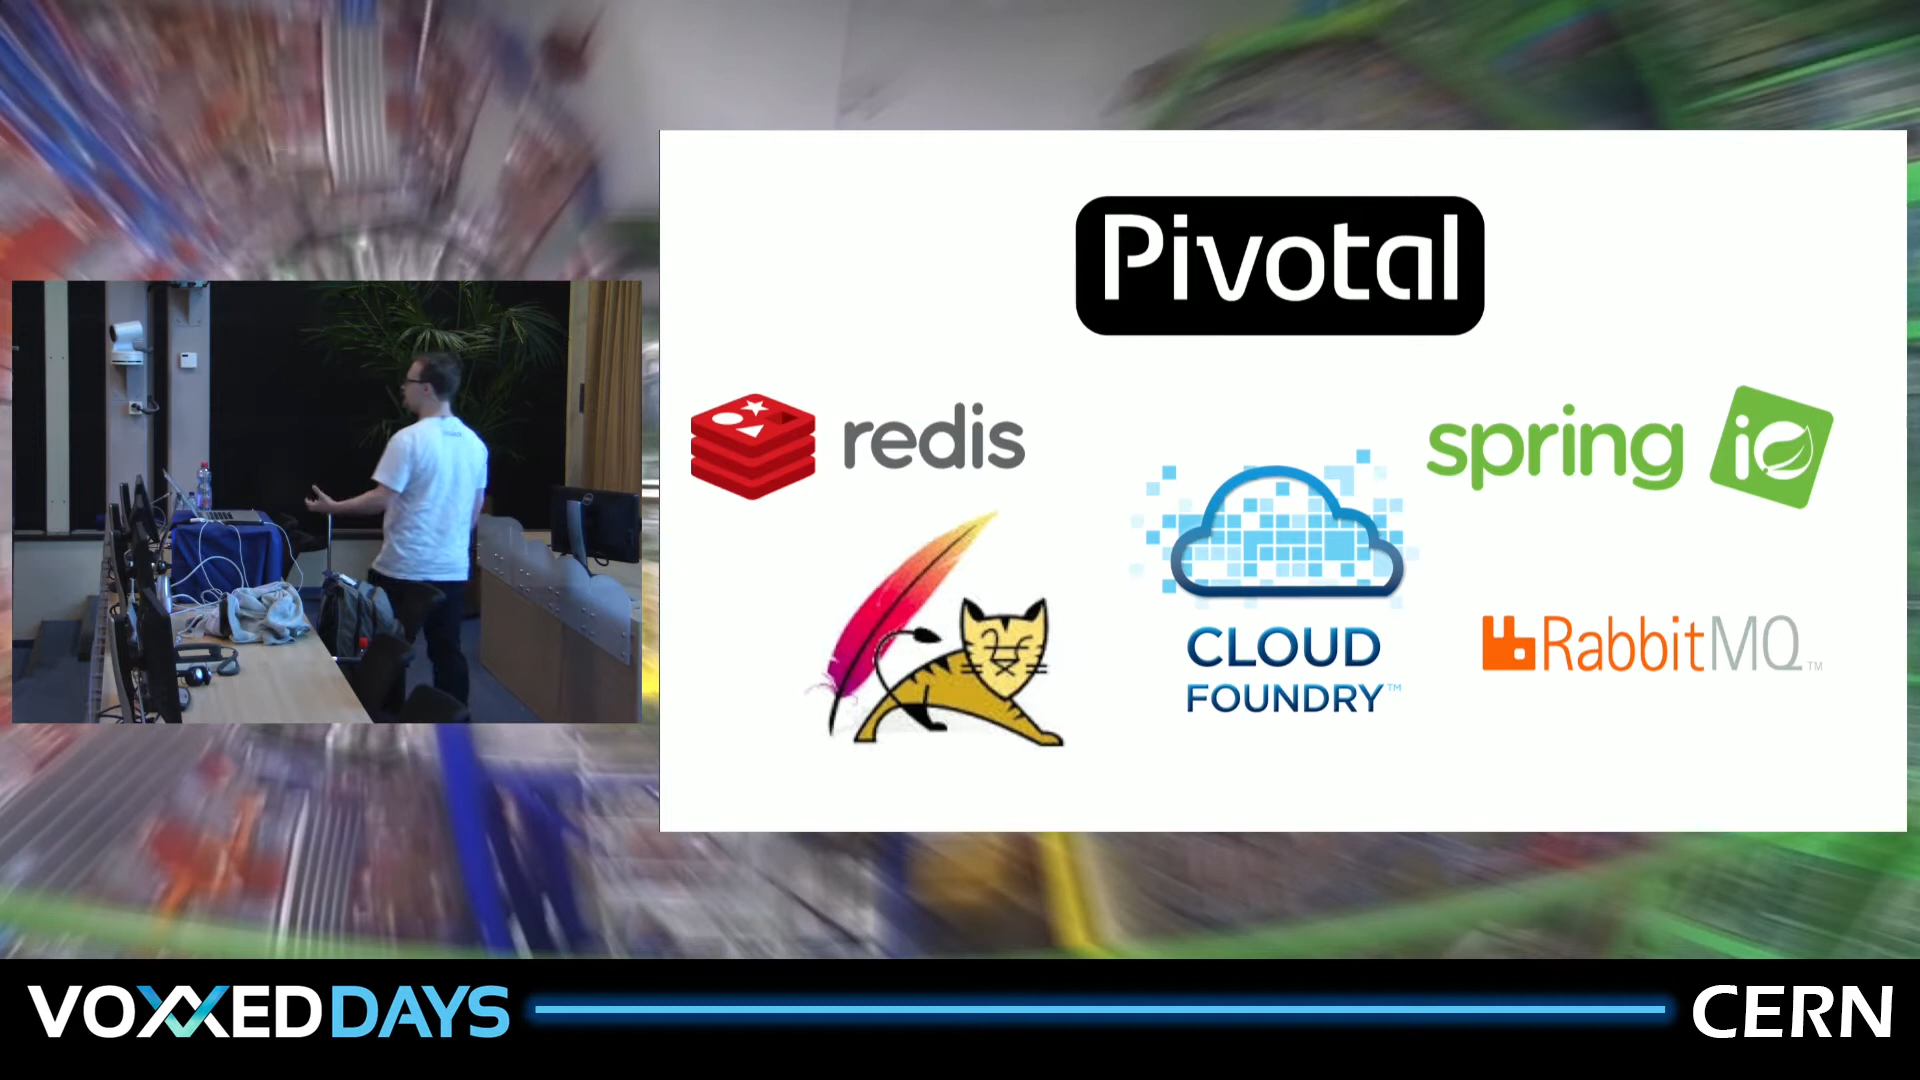 Pivotal
redis
spring iO
CLOUD
FOUNDRY™
RabbitMQ™
VOXXEDDAYS
CERN